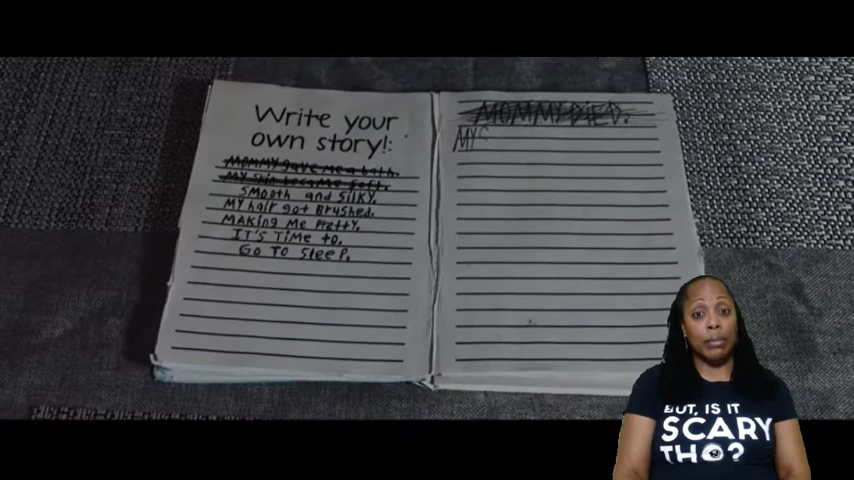 Write your
own story!:
MOMMY gave me a bath.
My skin became soft.
SMOOTH and SILKY.
MY hair got Brushed.
MAKING Me PreTTY.
IT'S TIMe to.
GO TO SleeP.
MOMMY DIED.
MY
BUT, IS IT
SCARY
THO?